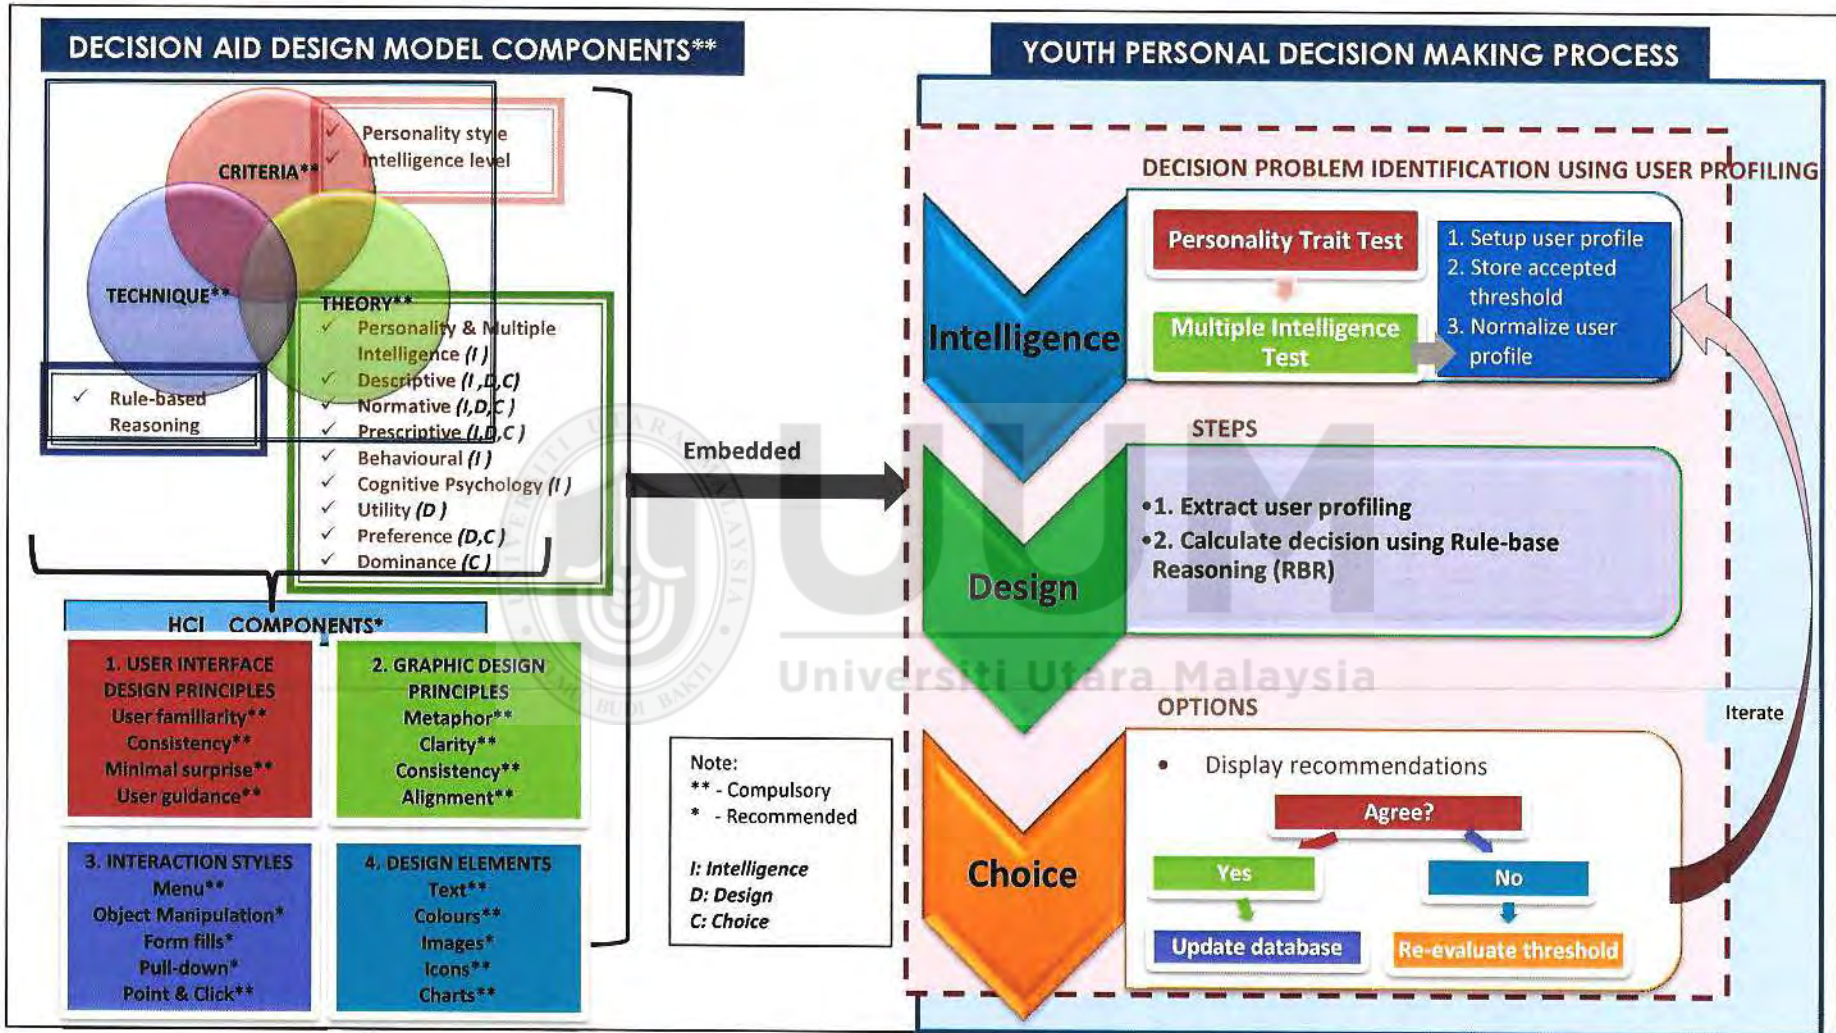 DECISION AID DESIGN MODEL COMPONENTS**
CRITERIA**
✓ Personality style
✓ Intelligence level
TECHNIQUE**
✓ Rule-based
Reasoning
THEORY**
✓ Personality & Multiple
Intelligence (I )
✓ Descriptive (I ,D,C)
✓ Normative (I,D,C )
✓ Prescriptive (I,D,C )
✓ Behavioural (I )
✓ Cognitive Psychology (I )
✓ Utility (D )
✓ Preference (D,C )
✓ Dominance (C )
HCI COMPONENTS*
1. USER INTERFACE
DESIGN PRINCIPLES
User familiarity**
Consistency**
Minimal surprise**
User guidance**
2. GRAPHIC DESIGN
PRINCIPLES
Metaphor**
Clarity**
Consistency**
Alignment**
3. INTERACTION STYLES
Menu**
Object Manipulation*
Form fills*
Pull-down*
Point & Click**
4. DESIGN ELEMENTS
Text**
Colours**
Images*
Icons**
Charts**
Embedded
Note:
** - Compulsory
* - Recommended
I: Intelligence
D: Design
C: Choice
UNIVERSITI UTARA MALAYSIA
ILMU BUDI BAKTI
UUM
Universiti Utara Malaysia
YOUTH PERSONAL DECISION MAKING PROCESS
DECISION PROBLEM IDENTIFICATION USING USER PROFILING
Intelligence
Personality Trait Test
Multiple Intelligence
Test
1. Setup user profile
2. Store accepted
threshold
3. Normalize user
profile
STEPS
Design
•1. Extract user profiling
•2. Calculate decision using Rule-base
Reasoning (RBR)
OPTIONS
Choice
• Display recommendations
Agree?
Yes
No
Update database
Re-evaluate threshold
Iterate